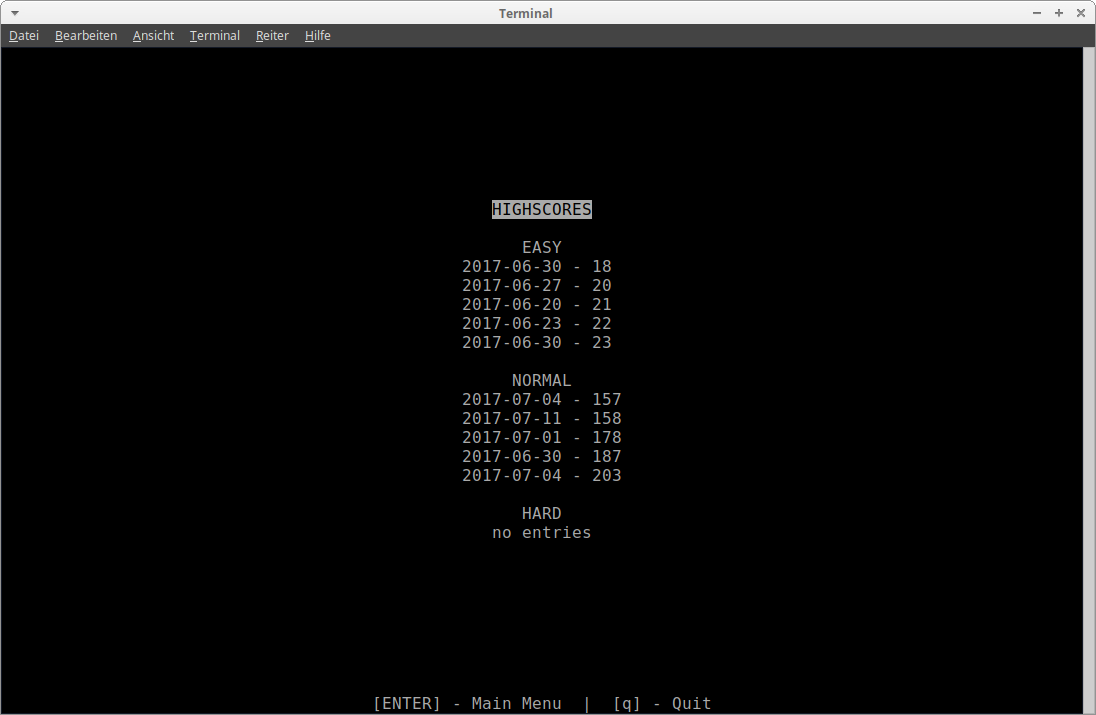 Terminal
Datei Bearbeiten Ansicht Terminal Reiter Hilfe
HIGHSCORES
EASY
2017-06-30 - 18
2017-06-27 - 20
2017-06-20 - 21
2017-06-23 - 22
2017-06-30 - 23
NORMAL
2017-07-04 - 157
2017-07-11 - 158
2017-07-01 - 178
2017-06-30 - 187
2017-07-04 - 203
HARD
no entries
[ENTER] - Main Menu | [q] - Quit